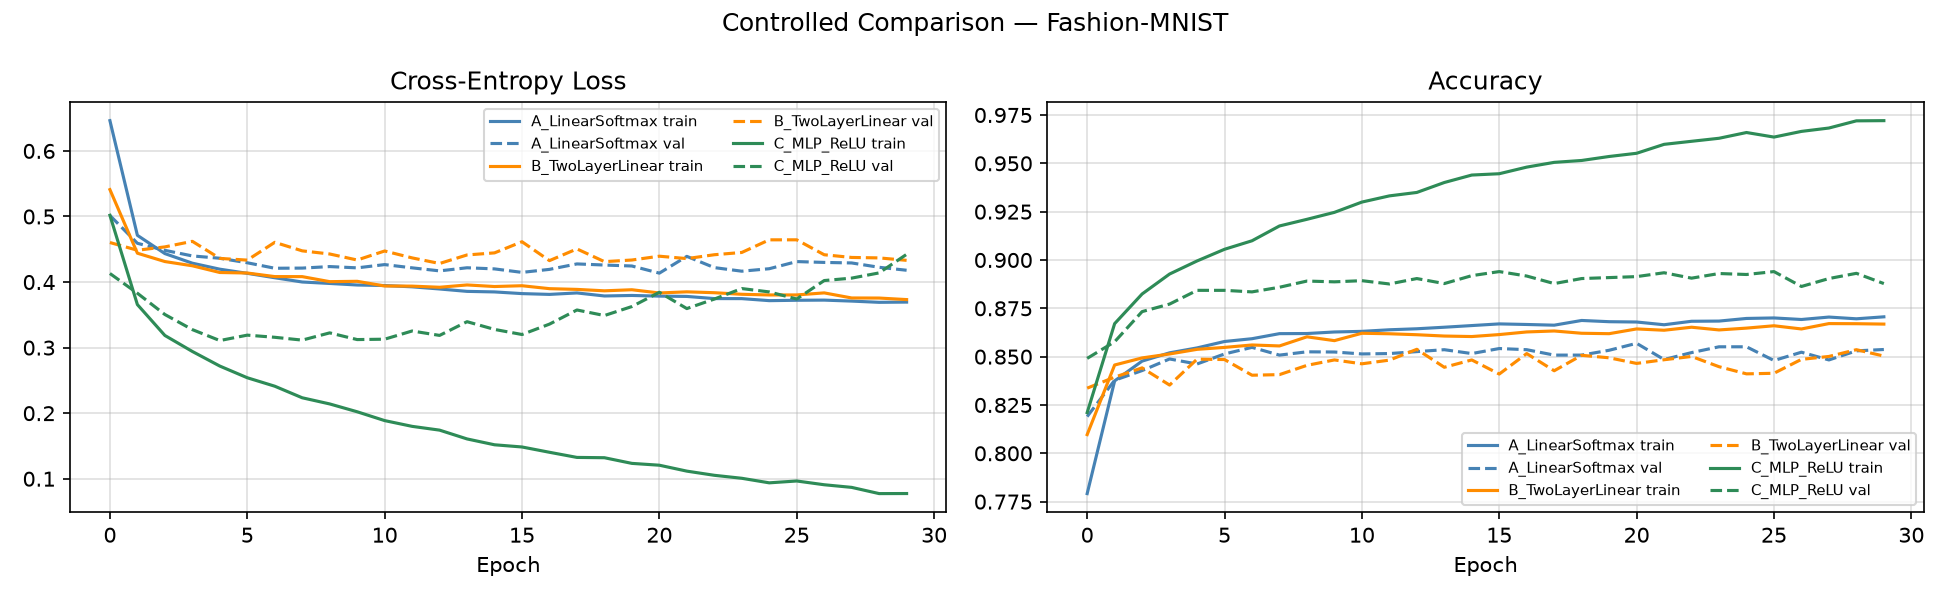 Controlled Comparison — Fashion-MNIST
Cross-Entropy Loss
A_LinearSoftmax train
A_LinearSoftmax val
B_TwoLayerLinear train
B_TwoLayerLinear val
C_MLP_ReLU train
C_MLP_ReLU val
0.6
0.5
0.4
0.3
0.2
0.1
0 5 10 15 20 25 30
Epoch
Accuracy
0.975
0.950
0.925
0.900
0.875
0.850
0.825
0.800
0.775
A_LinearSoftmax train
A_LinearSoftmax val
B_TwoLayerLinear train
B_TwoLayerLinear val
C_MLP_ReLU train
C_MLP_ReLU val
0 5 10 15 20 25 30
Epoch